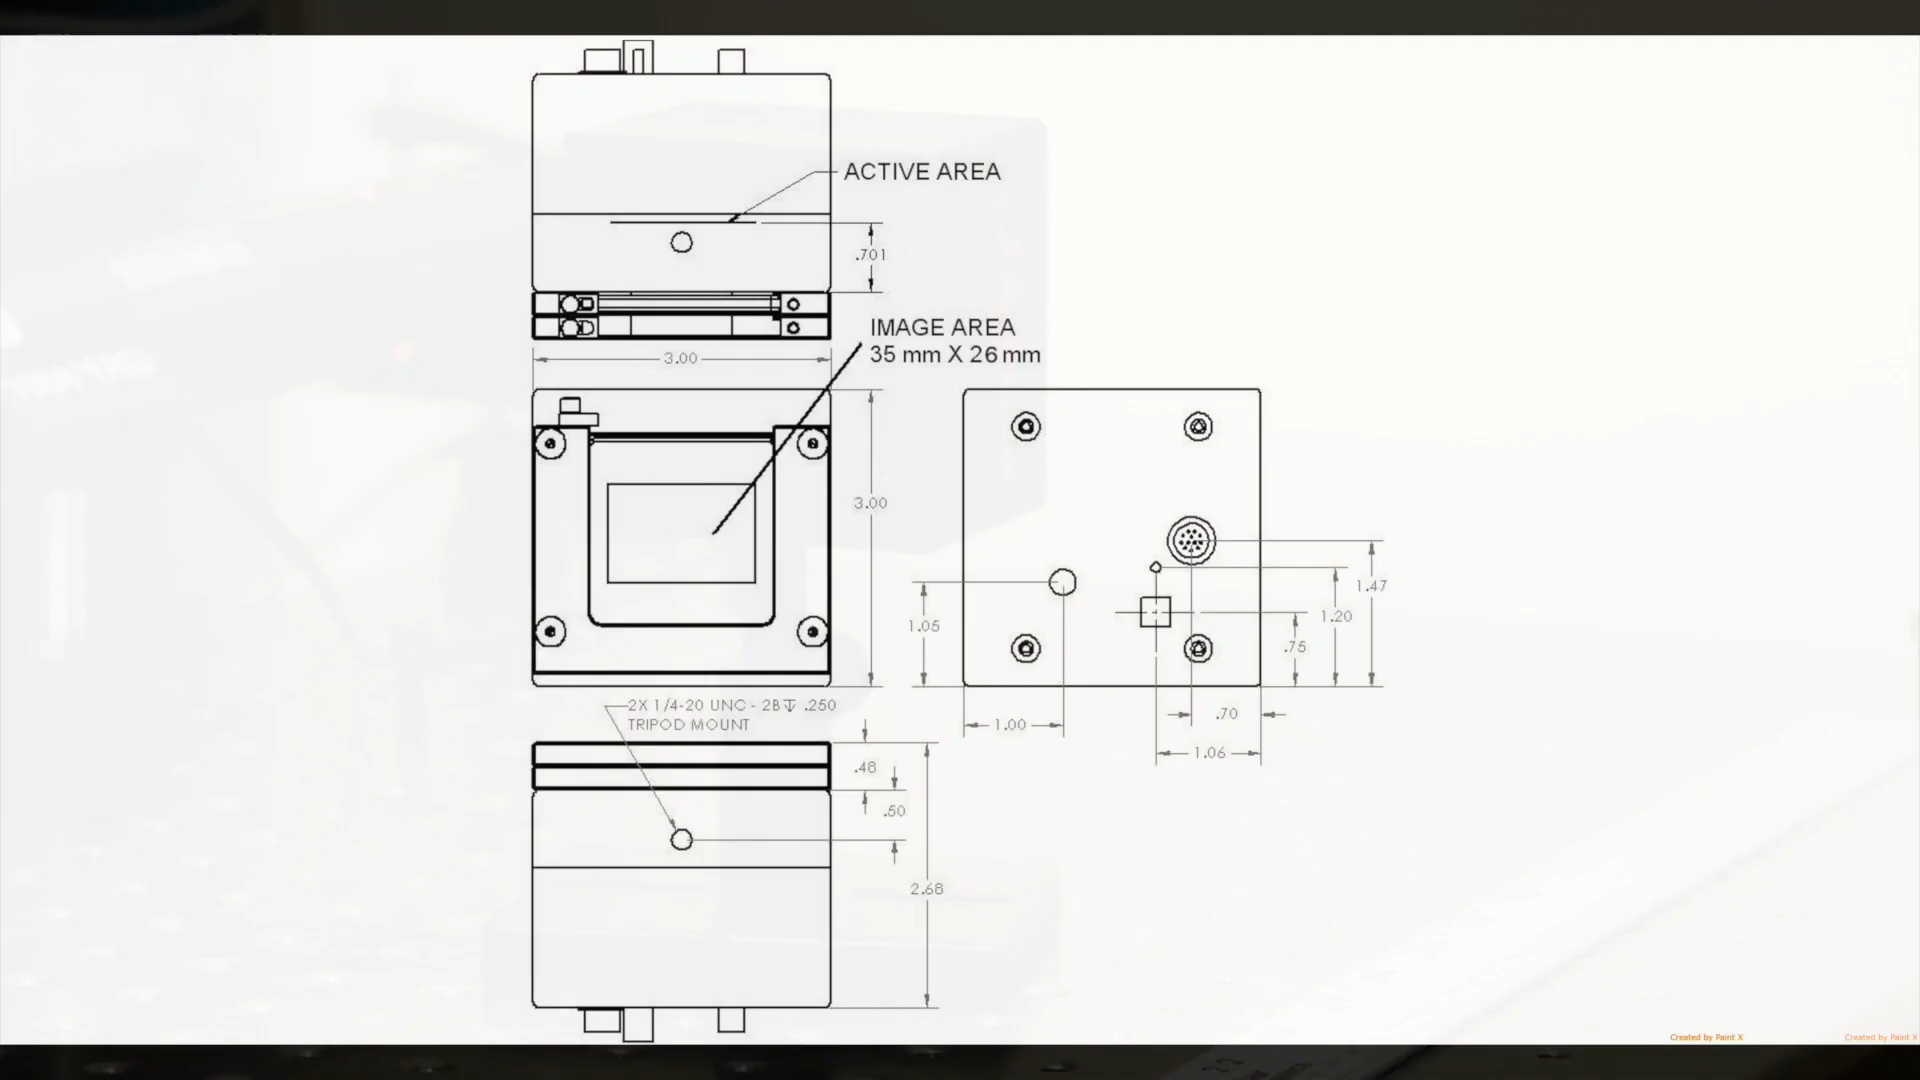 ACTIVE AREA
.701
IMAGE AREA
35 mm X 26 mm
3.00
3.00
1.47
1.20
1.05
.75
2X 1/4-20 UNC - 2B↧ .250
TRIPOD MOUNT
.70
1.00
1.06
.48
.50
2.68
Created by Paint X
Created by Paint X